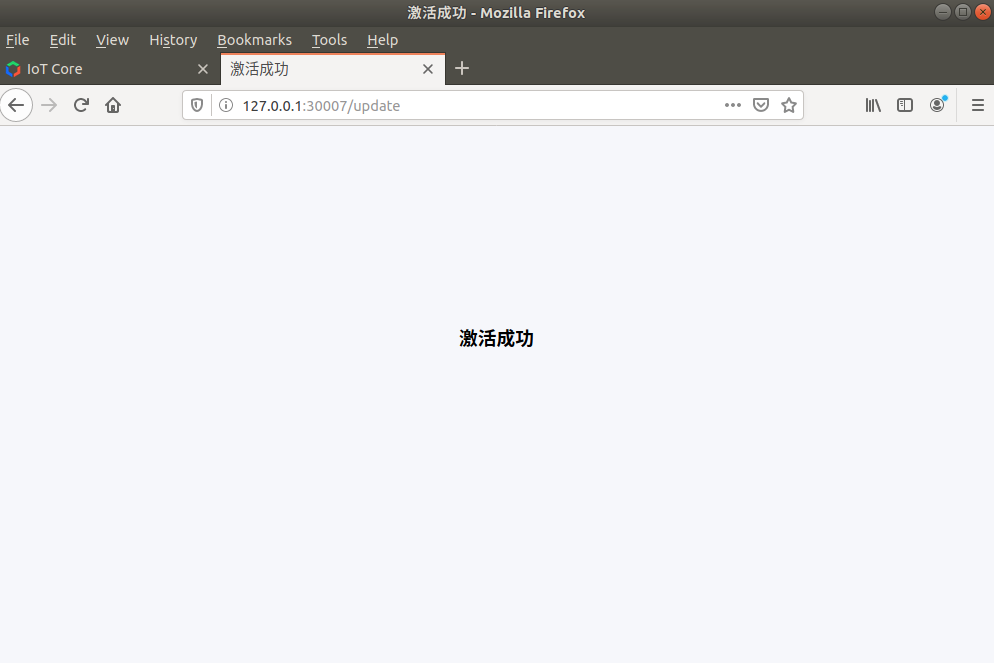 激活成功 - Mozilla Firefox
File Edit View History Bookmarks Tools Help
IoT Core 激活成功
127.0.0.1:30007/update
激活成功